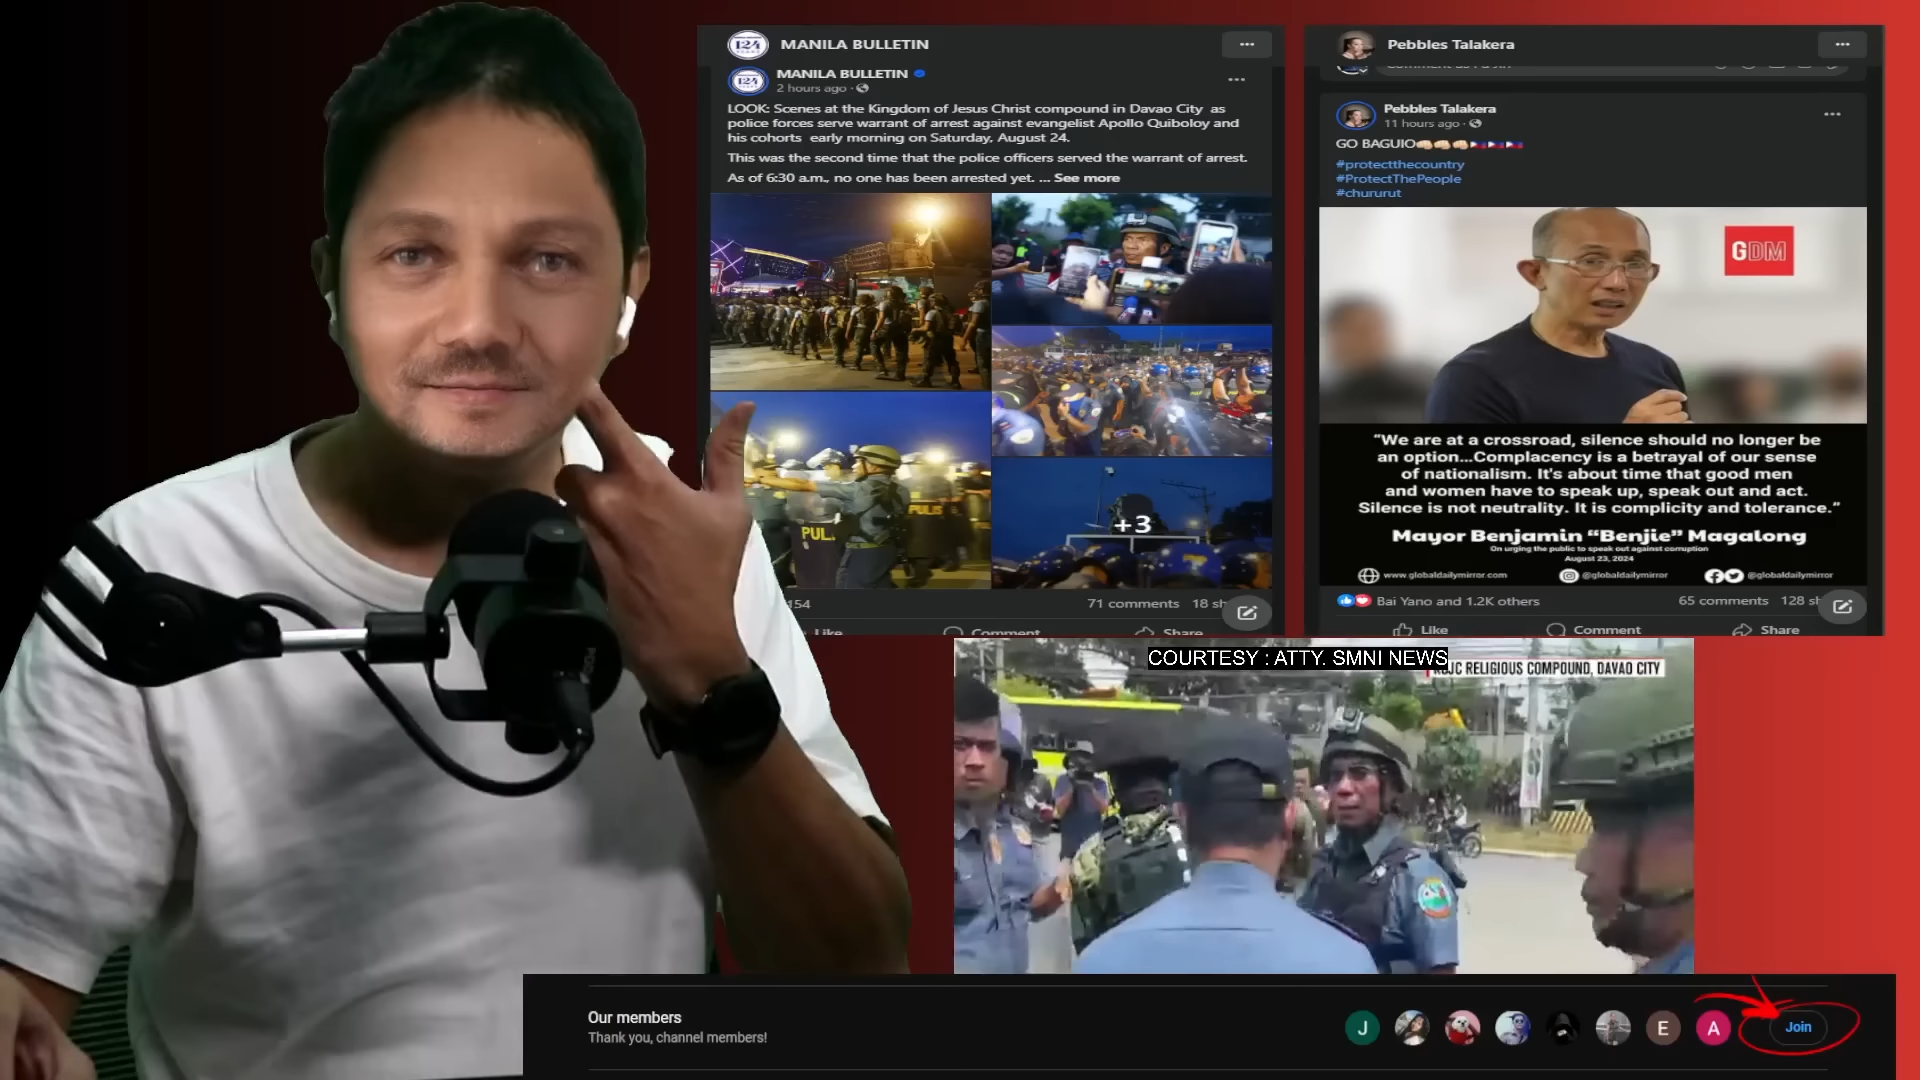 124
MANILA BULLETIN
124
MANILA BULLETIN
2 hours ago ·
LOOK: Scenes at the Kingdom of Jesus Christ compound in Davao City as
police forces serve warrant of arrest against evangelist Apollo Quiboloy and
his cohorts early morning on Saturday, August 24.
This was the second time that the police officers served the warrant of arrest.
As of 6:30 a.m., no one has been arrested yet. ... See more
PUL
PULIS
+3
154
71 comments 18 sh
Like
Comment
Share
Pebbles Talakera
Pebbles Talakera
11 hours ago ·
GO BAGUIO👊🏻👊🏻👊🏻🇵🇭🇵🇭🇵🇭
#protectthecountry
#ProtectThePeople
#chururut
GDM
"We are at a crossroad, silence should no longer be
an option...Complacency is a betrayal of our sense
of nationalism. It's about time that good men
and women have to speak up, speak out and act.
Silence is not neutrality. It is complicity and tolerance."
Mayor Benjamin "Benjie" Magalong
On urging the public to speak out against corruption
August 23, 2024
www.globaldailymirror.com
@globaldailymirror
@globaldailymirror
Bai Yano and 1.2K others
65 comments 128 sh
Like
Comment
Share
COURTESY : ATTY. SMNI NEWS
RELIGIOUS COMPOUND, DAVAO CITY
Our members
Thank you, channel members!
J
E
A
Join